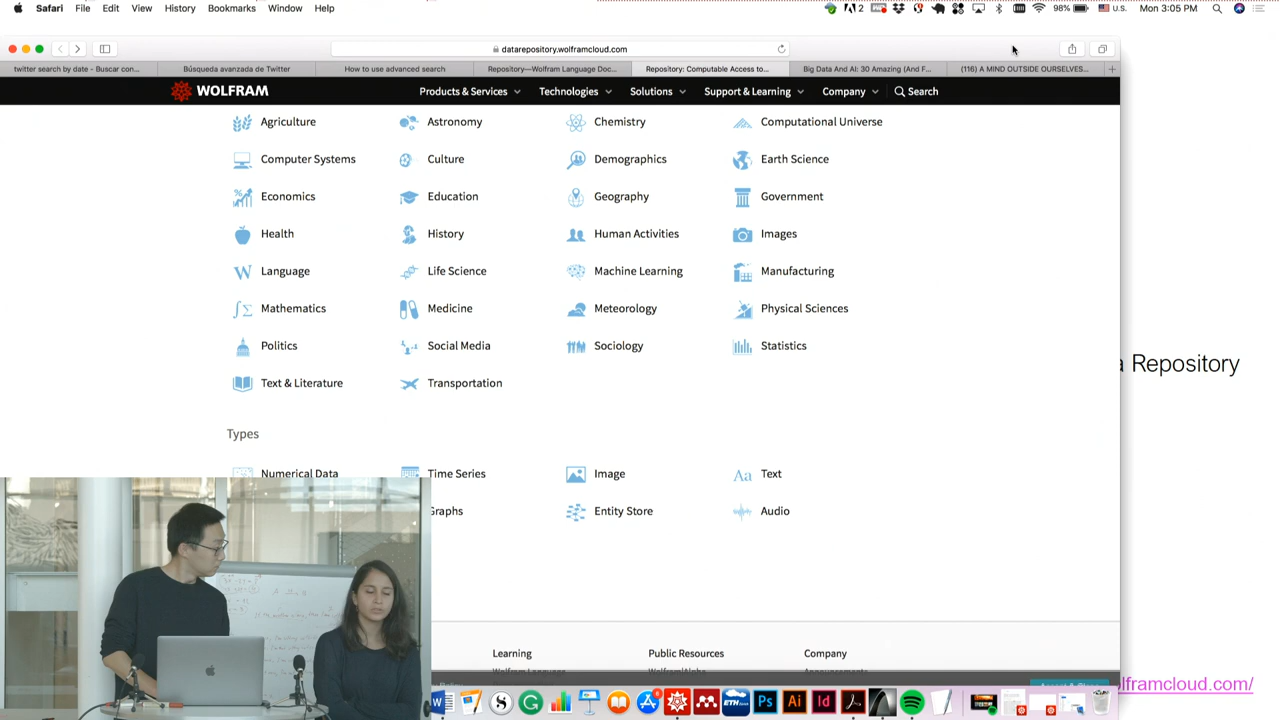 Safari File Edit View History Bookmarks Window Help 2 98% U.S. Mon 3:05 PM
datarepository.wolframcloud.com
twitter search by date - Buscar con... Búsqueda avanzada de Twitter How to use advanced search Repository—Wolfram Language Doc... Repository: Computable Access to... Big Data And AI: 30 Amazing (And F... (116) A MIND OUTSIDE OURSELVES...
WOLFRAM Products & Services Technologies Solutions Support & Learning Company Search
Agriculture Astronomy Chemistry Computational Universe
Computer Systems Culture Demographics Earth Science
Economics Education Geography Government
Health History Human Activities Images
Language Life Science Machine Learning Manufacturing
Mathematics Medicine Meteorology Physical Sciences
Politics Social Media Sociology Statistics
a Repository
Text & Literature Transportation
Types
Numerical Data Time Series Image Text
Graphs Entity Store Audio
Learning Public Resources Company
lframcloud.com/
W S Ps Ai Id ETH